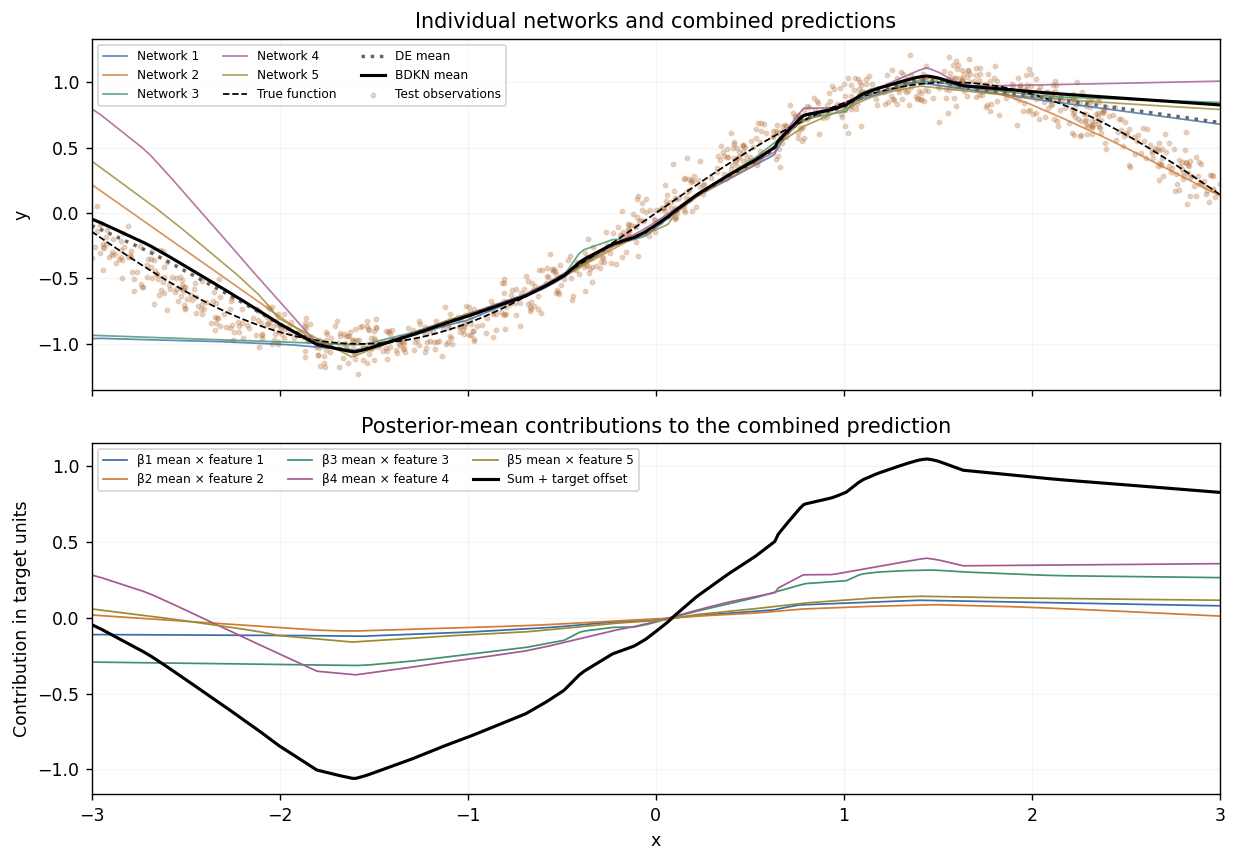 Individual networks and combined predictions
Network 1 Network 4 DE mean
Network 2 Network 5 BDKN mean
Network 3 True function Test observations
1.0
0.5
0.0
−0.5
−1.0
y
Posterior-mean contributions to the combined prediction
β1 mean × feature 1 β3 mean × feature 3 β5 mean × feature 5
β2 mean × feature 2 β4 mean × feature 4 Sum + target offset
1.0
0.5
0.0
−0.5
−1.0
Contribution in target units
−3 −2 −1 0 1 2 3
x